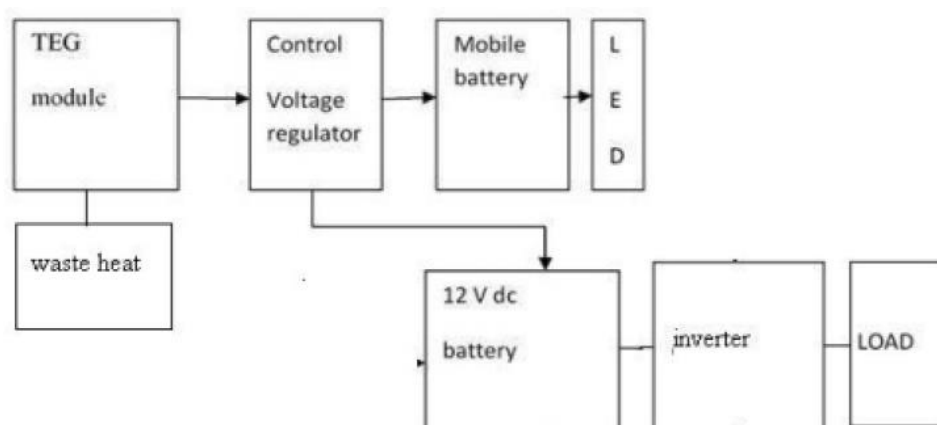 TEG
module
Control
Voltage
regulator
Mobile
battery
L
E
D
waste heat
12 V dc
battery
inverter
LOAD